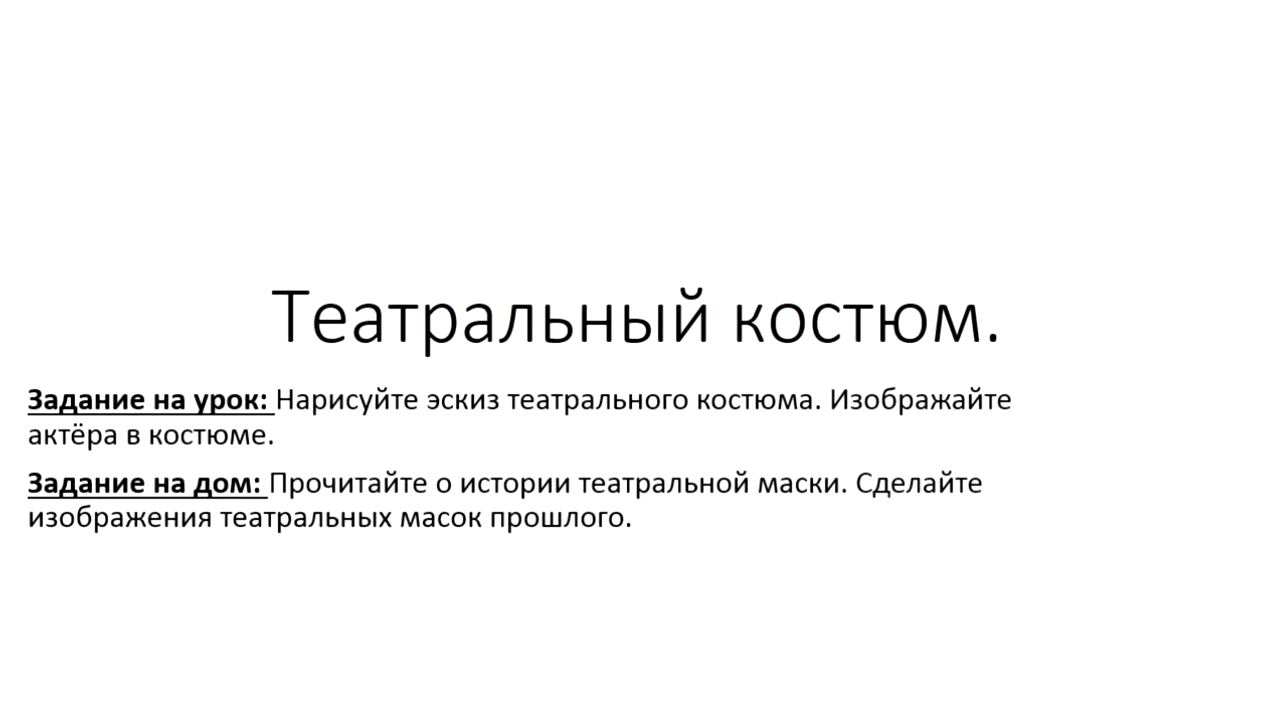 Театральный костюм.
Задание на урок: Нарисуйте эскиз театрального костюма. Изображайте
актёра в костюме.
Задание на дом: Прочитайте о истории театральной маски. Сделайте
изображения театральных масок прошлого.